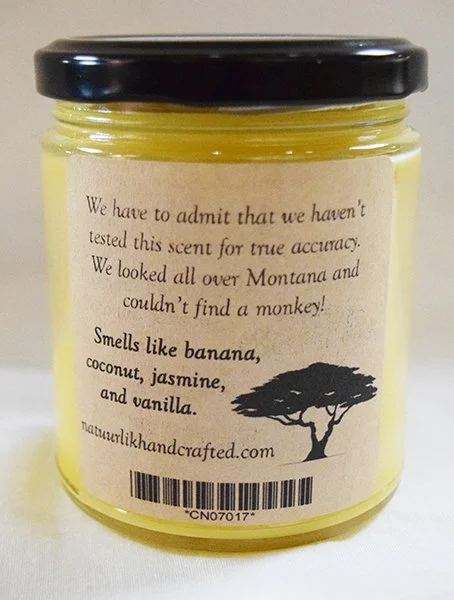 We have to admit that we haven't
tested this scent for true accuracy.
We looked all over Montana and
couldn't find a monkey!
Smells like banana,
coconut, jasmine,
and vanilla.
natuurlikhandcrafted.com
*CN07017*